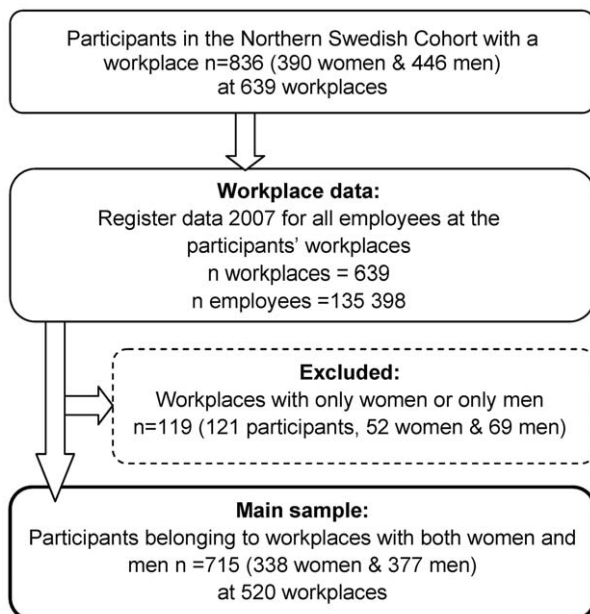 Participants in the Northern Swedish Cohort with a
workplace n=836 (390 women & 446 men)
at 639 workplaces
Workplace data:
Register data 2007 for all employees at the
participants' workplaces
n workplaces = 639
n employees =135 398
Excluded:
Workplaces with only women or only men
n=119 (121 participants, 52 women & 69 men)
Main sample:
Participants belonging to workplaces with both women and
men n =715 (338 women & 377 men)
at 520 workplaces